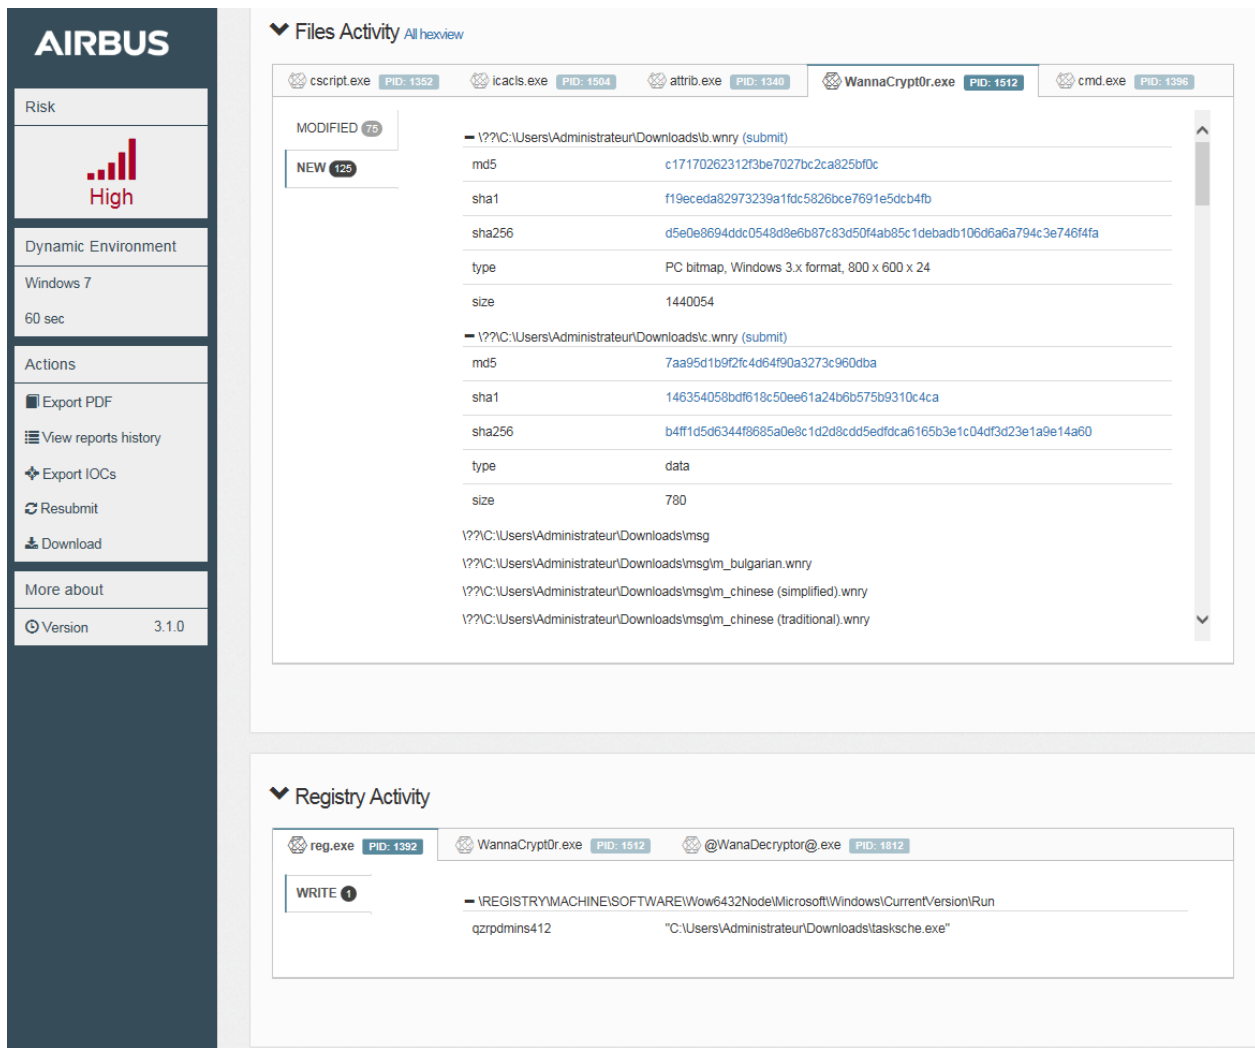 AIRBUS
Risk
High
Dynamic Environment
Windows 7
60 sec
Actions
Export PDF
View reports history
Export IOCs
Resubmit
Download
More about
Version 3.1.0
Files Activity All hexview
cscript.exe PID: 1352 icacls.exe PID: 1504 attrib.exe PID: 1340 WannaCrypt0r.exe PID: 1512 cmd.exe PID: 1396
MODIFIED 75
NEW 125
\??\C:\Users\Administrateur\Downloads\b.wnry (submit)
md5 c17170262312f3be7027bc2ca825bf0c
sha1 f19eceda82973239a1fdc5826bce7691e5dcb4fb
sha256 d5e0e8694ddc0548d8e6b87c83d50f4ab85c1debadb106d6a6a794c3e746f4fa
type PC bitmap, Windows 3.x format, 800 x 600 x 24
size 1440054
\??\C:\Users\Administrateur\Downloads\c.wnry (submit)
md5 7aa95d1b9f2fc4d64f90a3273c960dba
sha1 146354058bdf618c50ee61a24b6b575b9310c4ca
sha256 b4ff1d5d6344f8685a0e8c1d2d8cdd5edfdca6165b3e1c04df3d23e1a9e14a60
type data
size 780
\??\C:\Users\Administrateur\Downloads\msg
\??\C:\Users\Administrateur\Downloads\msg\m_bulgarian.wnry
\??\C:\Users\Administrateur\Downloads\msg\m_chinese (simplified).wnry
\??\C:\Users\Administrateur\Downloads\msg\m_chinese (traditional).wnry
Registry Activity
reg.exe PID: 1392 WannaCrypt0r.exe PID: 1512 @WanaDecryptor@.exe PID: 1812
WRITE 1
\REGISTRY\MACHINE\SOFTWARE\Wow6432Node\Microsoft\Windows\CurrentVersion\Run
qzrpdmins412 "C:\Users\Administrateur\Downloads\tasksche.exe"